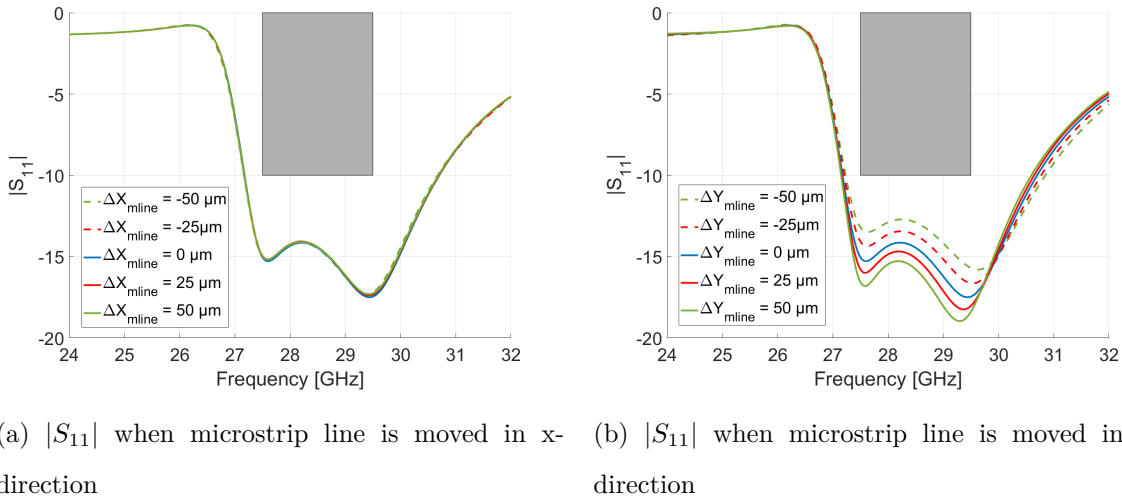 0
-5
-10
-15
-20
|S11|
ΔXmline = -50 µm
ΔXmline = -25µm
ΔXmline = 0 µm
ΔXmline = 25 µm
ΔXmline = 50 µm
24 25 26 27 28 29 30 31 32
Frequency [GHz]
0
-5
-10
-15
-20
|S11|
ΔYmline = -50 µm
ΔYmline = -25µm
ΔYmline = 0 µm
ΔYmline = 25 µm
ΔYmline = 50 µm
24 25 26 27 28 29 30 31 32
Frequency [GHz]
(a) |S11| when microstrip line is moved in x-
direction
(b) |S11| when microstrip line is moved in
direction